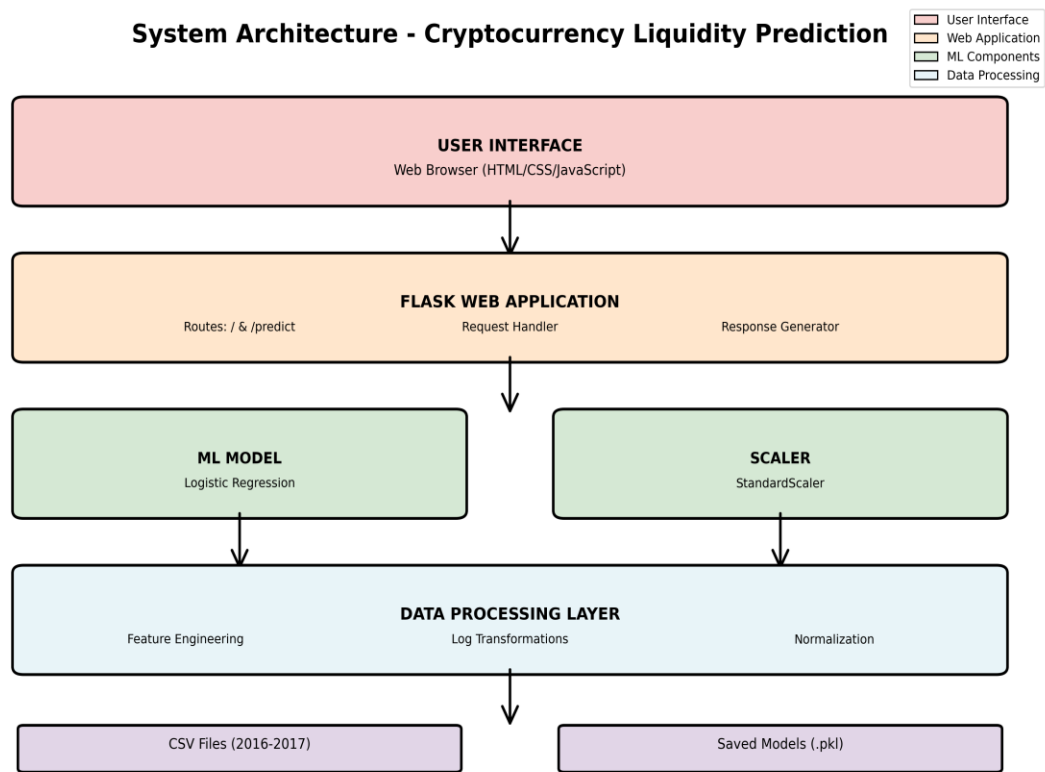 System Architecture - Cryptocurrency Liquidity Prediction
User Interface
Web Application
ML Components
Data Processing
USER INTERFACE
Web Browser (HTML/CSS/JavaScript)
FLASK WEB APPLICATION
Routes: / & /predict Request Handler Response Generator
ML MODEL
Logistic Regression
SCALER
StandardScaler
DATA PROCESSING LAYER
Feature Engineering Log Transformations Normalization
CSV Files (2016-2017)
Saved Models (.pkl)